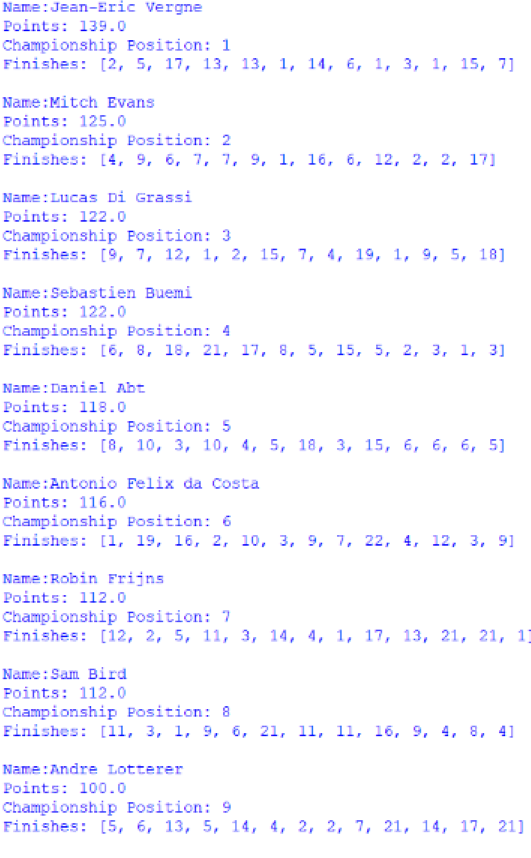 Name:Jean-Eric Vergne
Points: 139.0
Championship Position: 1
Finishes: [2, 5, 17, 13, 13, 1, 14, 6, 1, 3, 1, 15, 7]
Name:Mitch Evans
Points: 125.0
Championship Position: 2
Finishes: [4, 9, 6, 7, 7, 9, 1, 16, 6, 12, 2, 2, 17]
Name:Lucas Di Grassi
Points: 122.0
Championship Position: 3
Finishes: [9, 7, 12, 1, 2, 15, 7, 4, 19, 1, 9, 5, 18]
Name:Sebastien Buemi
Points: 122.0
Championship Position: 4
Finishes: [6, 8, 18, 21, 17, 8, 5, 15, 5, 2, 3, 1, 3]
Name:Daniel Abt
Points: 118.0
Championship Position: 5
Finishes: [8, 10, 3, 10, 4, 5, 18, 3, 15, 6, 6, 6, 5]
Name:Antonio Felix da Costa
Points: 116.0
Championship Position: 6
Finishes: [1, 19, 16, 2, 10, 3, 9, 7, 22, 4, 12, 3, 9]
Name:Robin Frijns
Points: 112.0
Championship Position: 7
Finishes: [12, 2, 5, 11, 3, 14, 4, 1, 17, 13, 21, 21, 1]
Name:Sam Bird
Points: 112.0
Championship Position: 8
Finishes: [11, 3, 1, 9, 6, 21, 11, 11, 16, 9, 4, 8, 4]
Name:Andre Lotterer
Points: 100.0
Championship Position: 9
Finishes: [5, 6, 13, 5, 14, 4, 2, 2, 7, 21, 14, 17, 21]